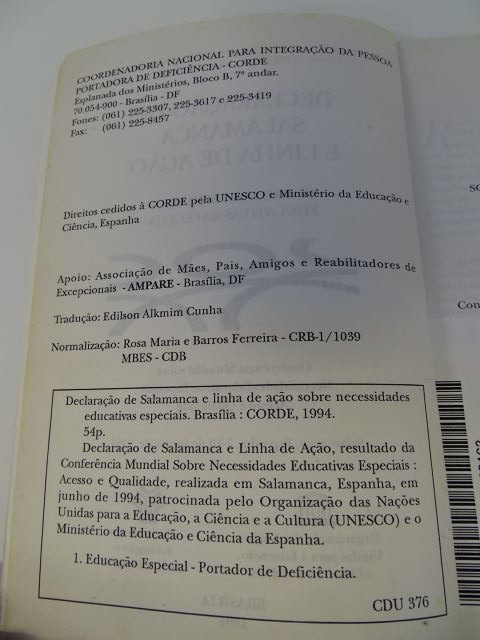 COORDENADORIA NACIONAL PARA INTEGRAÇÃO DA PESSOA
PORTADORA DE DEFICIÊNCIA - CORDE
Esplanada dos Ministérios, Bloco B, 7º andar.
70.054-900 - Brasília - DF
Fones: (061) 225-3307, 225-3617 e 225-3419
Fax: (061) 225-8457
Direitos cedidos à CORDE pela UNESCO e Ministério da Educação e
Ciência, Espanha
Apoio: Associação de Mães, Pais, Amigos e Reabilitadores de
Excepcionais - AMPARE - Brasília, DF
Tradução: Edilson Alkmim Cunha
Normalização: Rosa Maria e Barros Ferreira - CRB-1/1039
MBES - CDB
Declaração de Salamanca e linha de ação sobre necessidades
educativas especiais. Brasília : CORDE, 1994.
54p.
Declaração de Salamanca e Linha de Ação, resultado da
Conferência Mundial Sobre Necessidades Educativas Especiais :
Acesso e Qualidade, realizada em Salamanca, Espanha, em
junho de 1994, patrocinada pelo Organização das Nações
Unidas para a Educação, a Ciência e a Cultura (UNESCO) e o
Ministério da Educação e Ciência da Espanha.
1. Educação Especial - Portador de Deficiência.
CDU 376